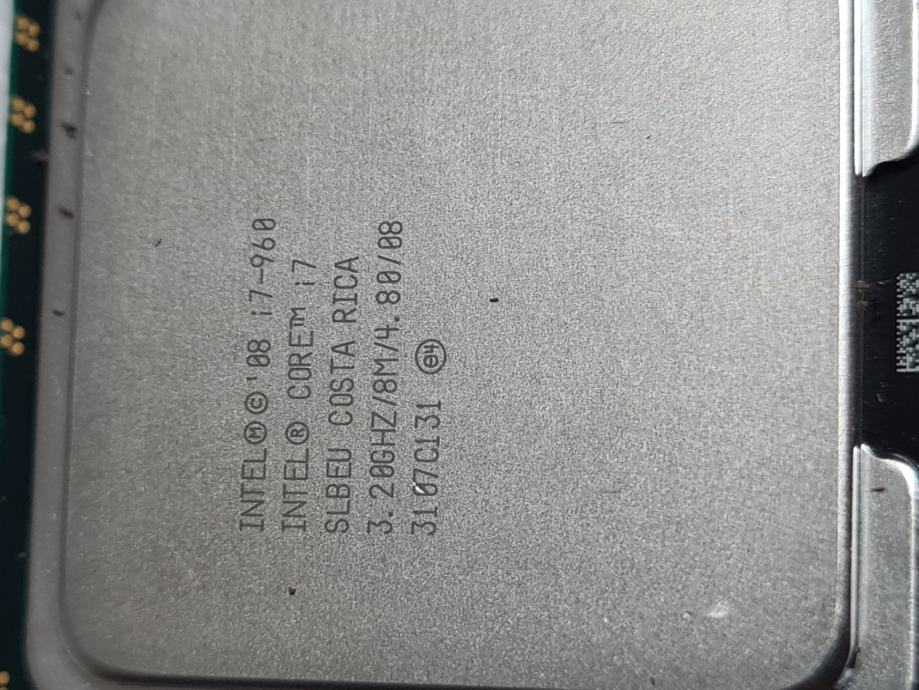 INTEL Ⓜ © '08 i7-960
INTEL® CORE™ i7
SLBEU COSTA RICA
3.20GHZ/8M/4.80/08
3107C131 e4